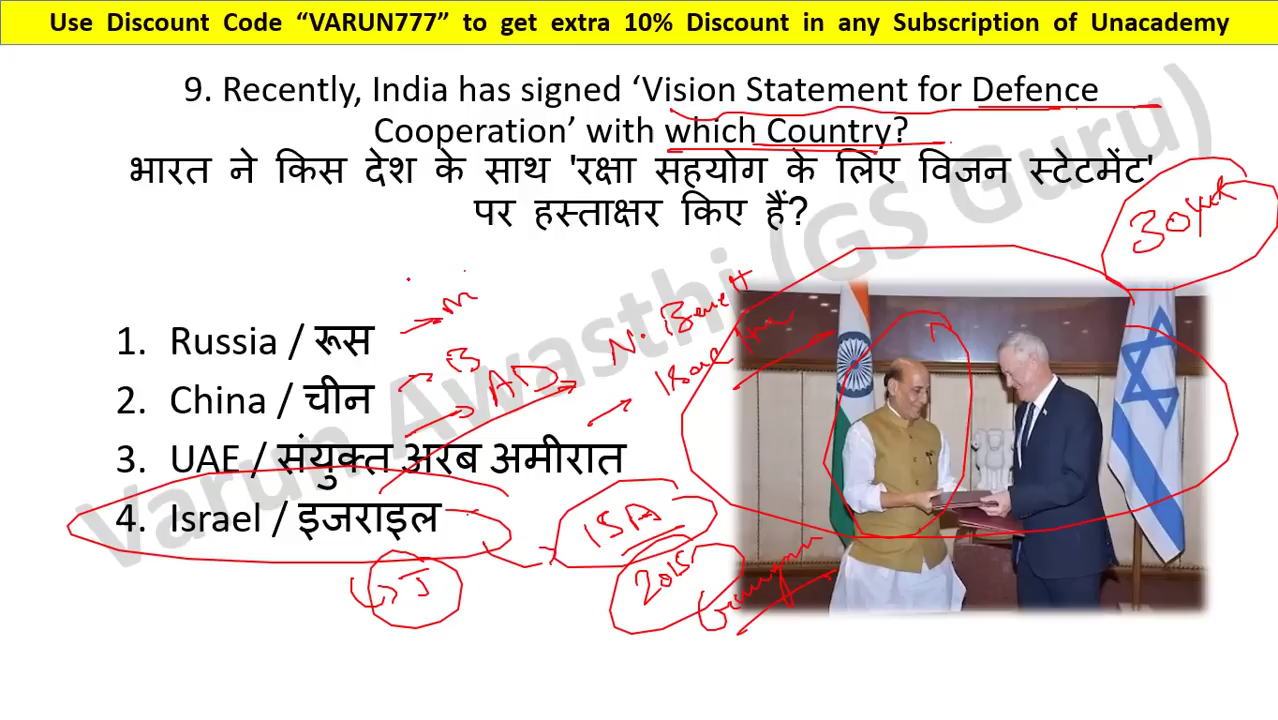 Use Discount Code “VARUN777” to get extra 10% Discount in any Subscription of Unacademy
9. Recently, India has signed ‘Vision Statement for Defence
Cooperation’ with which Country?
भारत ने किस देश के साथ 'रक्षा सहयोग के लिए विजन स्टेटमेंट'
पर हस्ताक्षर किए हैं?
30
1. Russia / रूस
m
2. China / चीन
B
AD
N. Benett
3. UAE / संयुक्त अरब अमीरात
4. Israel / इजराइल
ISA
J
2015
Varun Awasthi (GS Guru)